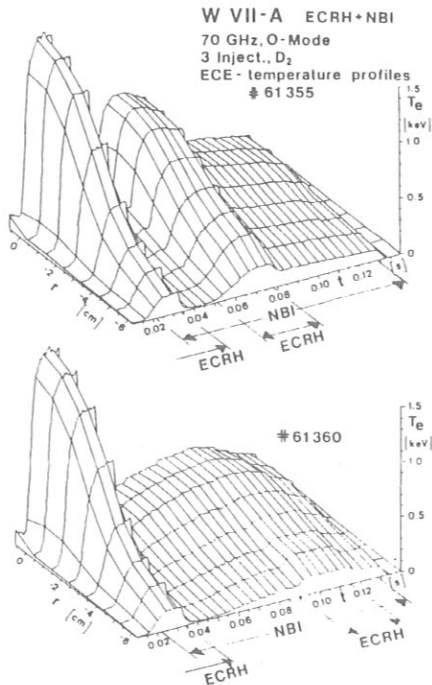 W VII-A ECRH+NBI
70 GHz, O-Mode
3 Inject., D₂
ECE - temperature profiles
# 61355
1.5
Te
[keV]
1.0
0.5
0
0
-2
r
-4
[cm]
-6
0.02
0.04
0.06
0.08
0.10
t
0.12
[s]
NBI
ECRH
ECRH
# 61360
1.5
Te
[keV]
1.0
0.5
0
0
-2
r
-4
[cm]
-6
0.02
0.04
0.06
0.08
0.10
t
0.12
[s]
NBI
ECRH
ECRH